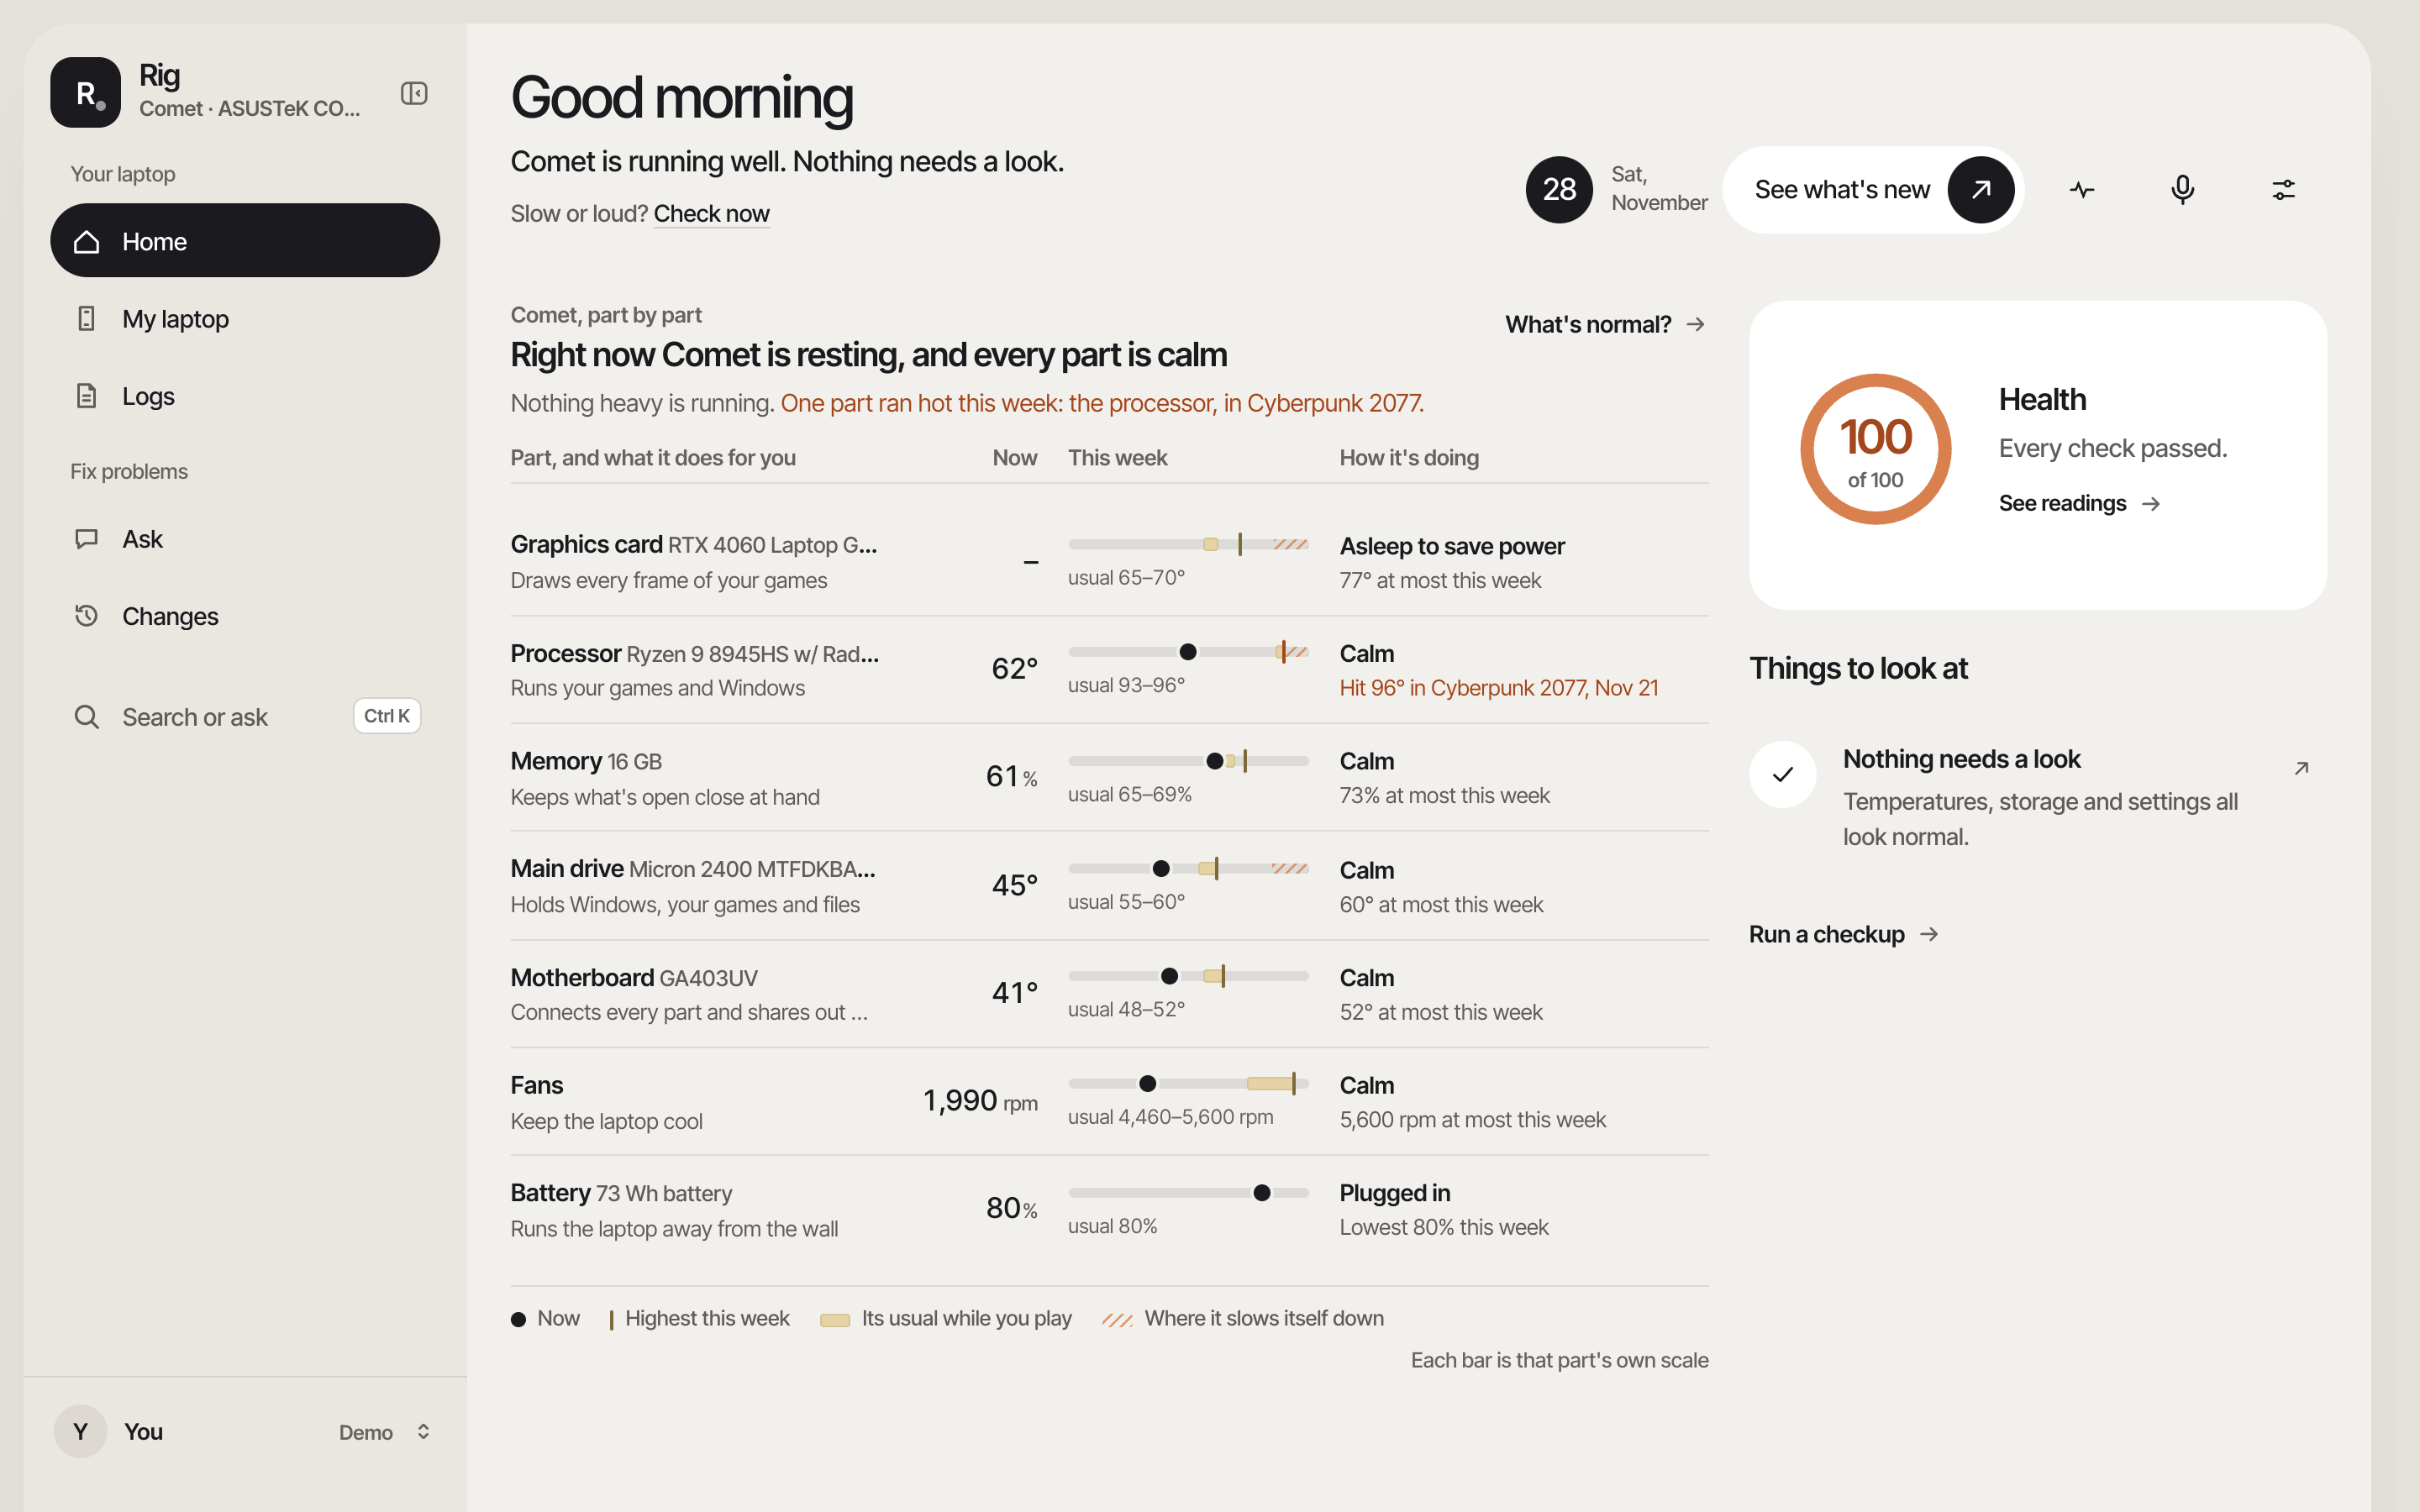 R.
Rig
Comet · ASUSTeK CO...
Your laptop
Home
My laptop
Logs
Fix problems
Ask
Changes
Search or ask
Ctrl K
Y
You
Demo
Good morning
Comet is running well. Nothing needs a look.
Slow or loud? Check now
28
Sat,
November
See what's new
Comet, part by part
What's normal?
Right now Comet is resting, and every part is calm
Nothing heavy is running. One part ran hot this week: the processor, in Cyberpunk 2077.
Part, and what it does for you
Now
This week
How it's doing
Graphics card RTX 4060 Laptop G...
Draws every frame of your games
–
usual 65–70°
Asleep to save power
77° at most this week
Processor Ryzen 9 8945HS w/ Rad...
Runs your games and Windows
62°
usual 93–96°
Calm
Hit 96° in Cyberpunk 2077, Nov 21
Memory 16 GB
Keeps what's open close at hand
61%
usual 65–69%
Calm
73% at most this week
Main drive Micron 2400 MTFDKBA...
Holds Windows, your games and files
45°
usual 55–60°
Calm
60° at most this week
Motherboard GA403UV
Connects every part and shares out ...
41°
usual 48–52°
Calm
52° at most this week
Fans
Keep the laptop cool
1,990 rpm
usual 4,460–5,600 rpm
Calm
5,600 rpm at most this week
Battery 73 Wh battery
Runs the laptop away from the wall
80%
usual 80%
Plugged in
Lowest 80% this week
Now
Highest this week
Its usual while you play
Where it slows itself down
Each bar is that part's own scale
100
of 100
Health
Every check passed.
See readings
Things to look at
Nothing needs a look
Temperatures, storage and settings all
look normal.
Run a checkup